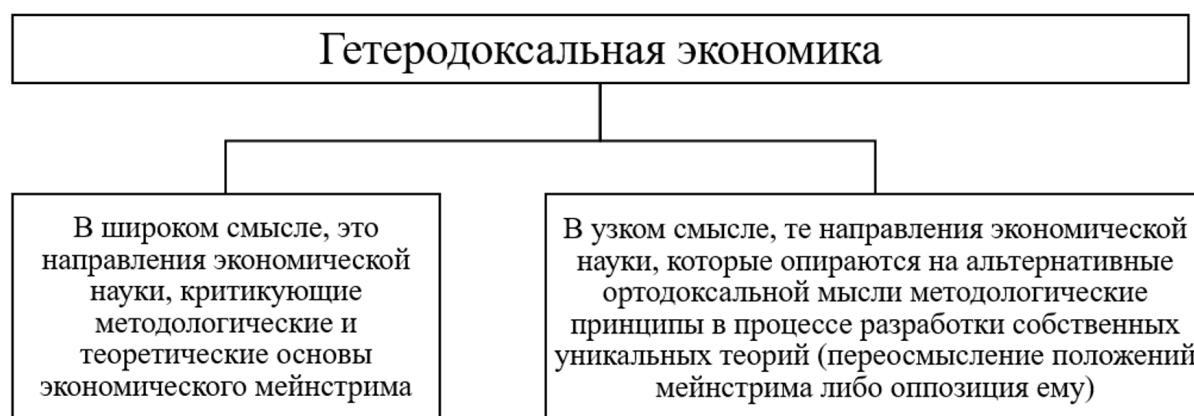 Гетеродоксальная экономика
В широком смысле, это
направления экономической
науки, критикующие
методологические и
теоретические основы
экономического мейнстрима
В узком смысле, те направления экономической
науки, которые опираются на альтернативные
ортодоксальной мысли методологические
принципы в процессе разработки собственных
уникальных теорий (переосмысление положений
мейнстрима либо оппозиция ему)